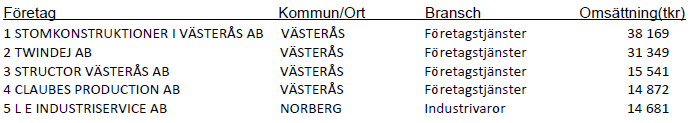 Företag Kommun/Ort Bransch Omsättning(tkr)
1 STOMKONSTRUKTIONER I VÄSTERÅS AB VÄSTERÅS Företagstjänster 38 169
2 TWINDEJ AB VÄSTERÅS Företagstjänster 31 349
3 STRUCTOR VÄSTERÅS AB VÄSTERÅS Företagstjänster 15 541
4 CLAUBES PRODUCTION AB VÄSTERÅS Företagstjänster 14 872
5 L E INDUSTRISERVICE AB NORBERG Industrivaror 14 681